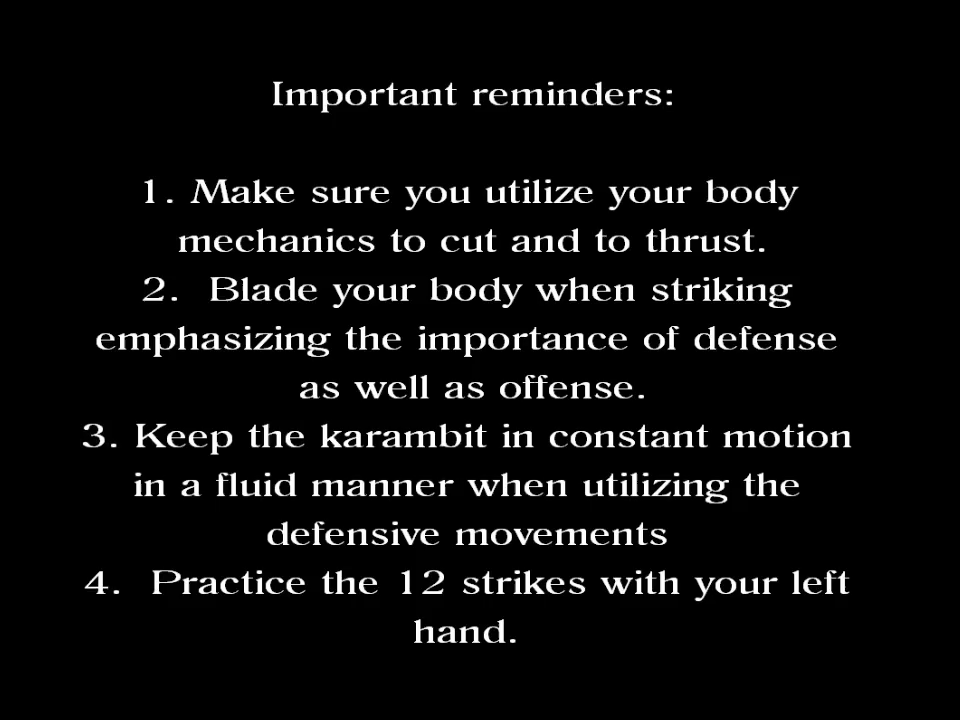 Important reminders:
1. Make sure you utilize your body
mechanics to cut and to thrust.
2.  Blade your body when striking
emphasizing the importance of defense
as well as offense.
3. Keep the karambit in constant motion
in a fluid manner when utilizing the
defensive movements
4.  Practice the 12 strikes with your left
hand.